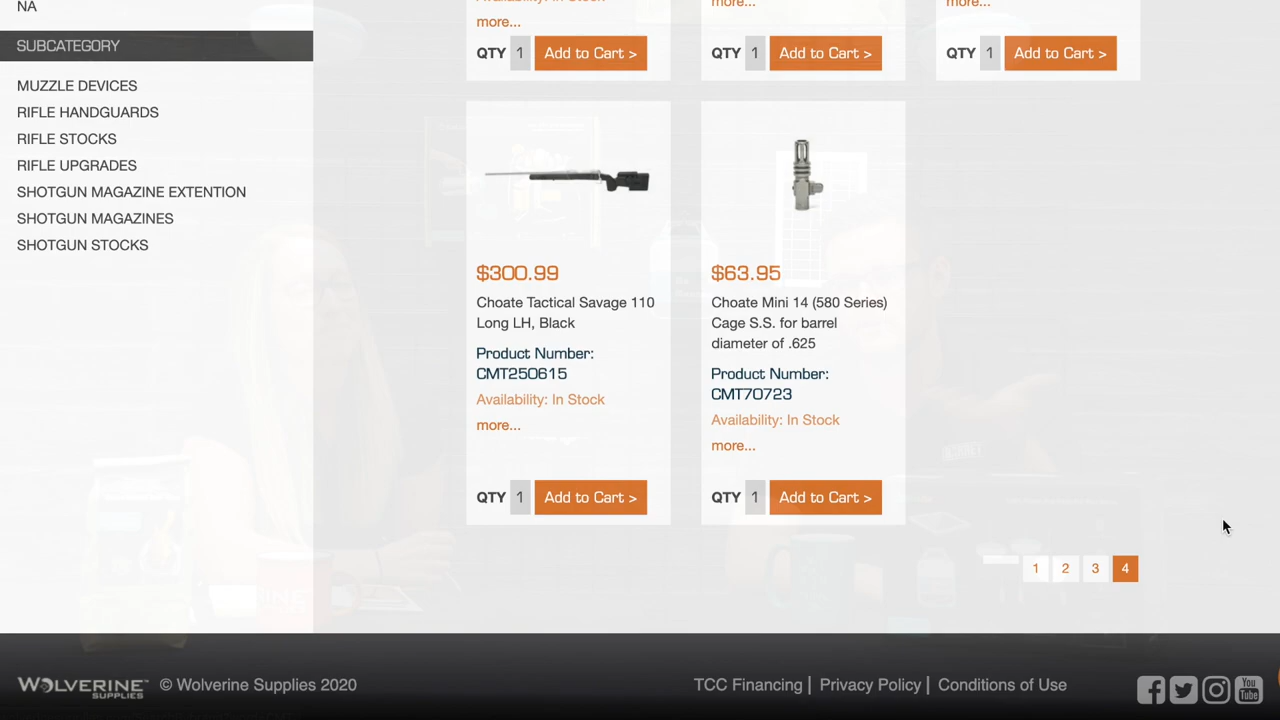 NA
SUBCATEGORY
MUZZLE DEVICES
RIFLE HANDGUARDS
RIFLE STOCKS
RIFLE UPGRADES
SHOTGUN MAGAZINE EXTENTION
SHOTGUN MAGAZINES
SHOTGUN STOCKS
Availability: In Stock
more...
more...
more...
QTY 1 Add to Cart >
QTY 1 Add to Cart >
QTY 1 Add to Cart >
$300.99
Choate Tactical Savage 110
Long LH, Black
Product Number:
CMT250615
Availability: In Stock
more...
QTY 1 Add to Cart >
$63.95
Choate Mini 14 (580 Series)
Cage S.S. for barrel
diameter of .625
Product Number:
CMT70723
Availability: In Stock
more...
QTY 1 Add to Cart >
1 2 3 4
WOLVERINE
SUPPLIES
© Wolverine Supplies 2020
TCC Financing | Privacy Policy | Conditions of Use
You
Tube